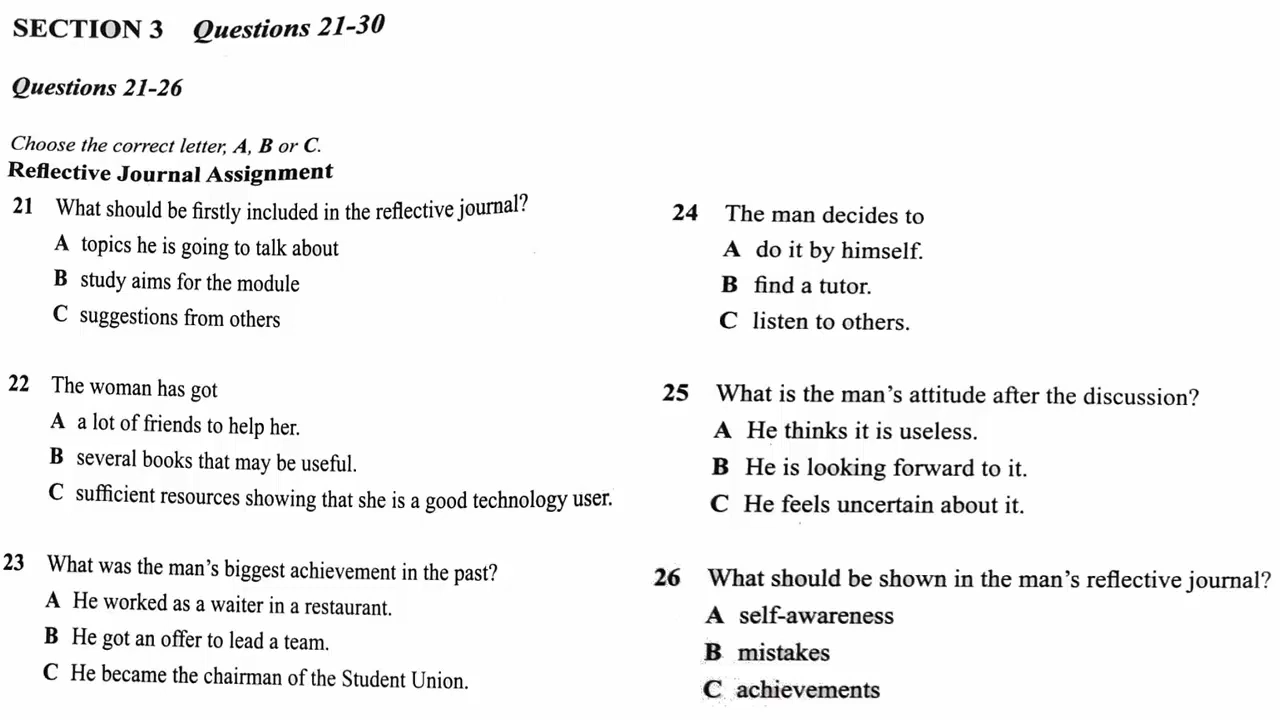 SECTION 3 Questions 21-30
Questions 21-26
Choose the correct letter, A, B or C.
Reflective Journal Assignment
21 What should be firstly included in the reflective journal?
A topics he is going to talk about
B study aims for the module
C suggestions from others
22 The woman has got
A a lot of friends to help her.
B several books that may be useful.
C sufficient resources showing that she is a good technology user.
23 What was the man's biggest achievement in the past?
A He worked as a waiter in a restaurant.
B He got an offer to lead a team.
C He became the chairman of the Student Union.
24 The man decides to
A do it by himself.
B find a tutor.
C listen to others.
25 What is the man's attitude after the discussion?
A He thinks it is useless.
B He is looking forward to it.
C He feels uncertain about it.
26 What should be shown in the man's reflective journal?
A self-awareness
B mistakes
C achievements